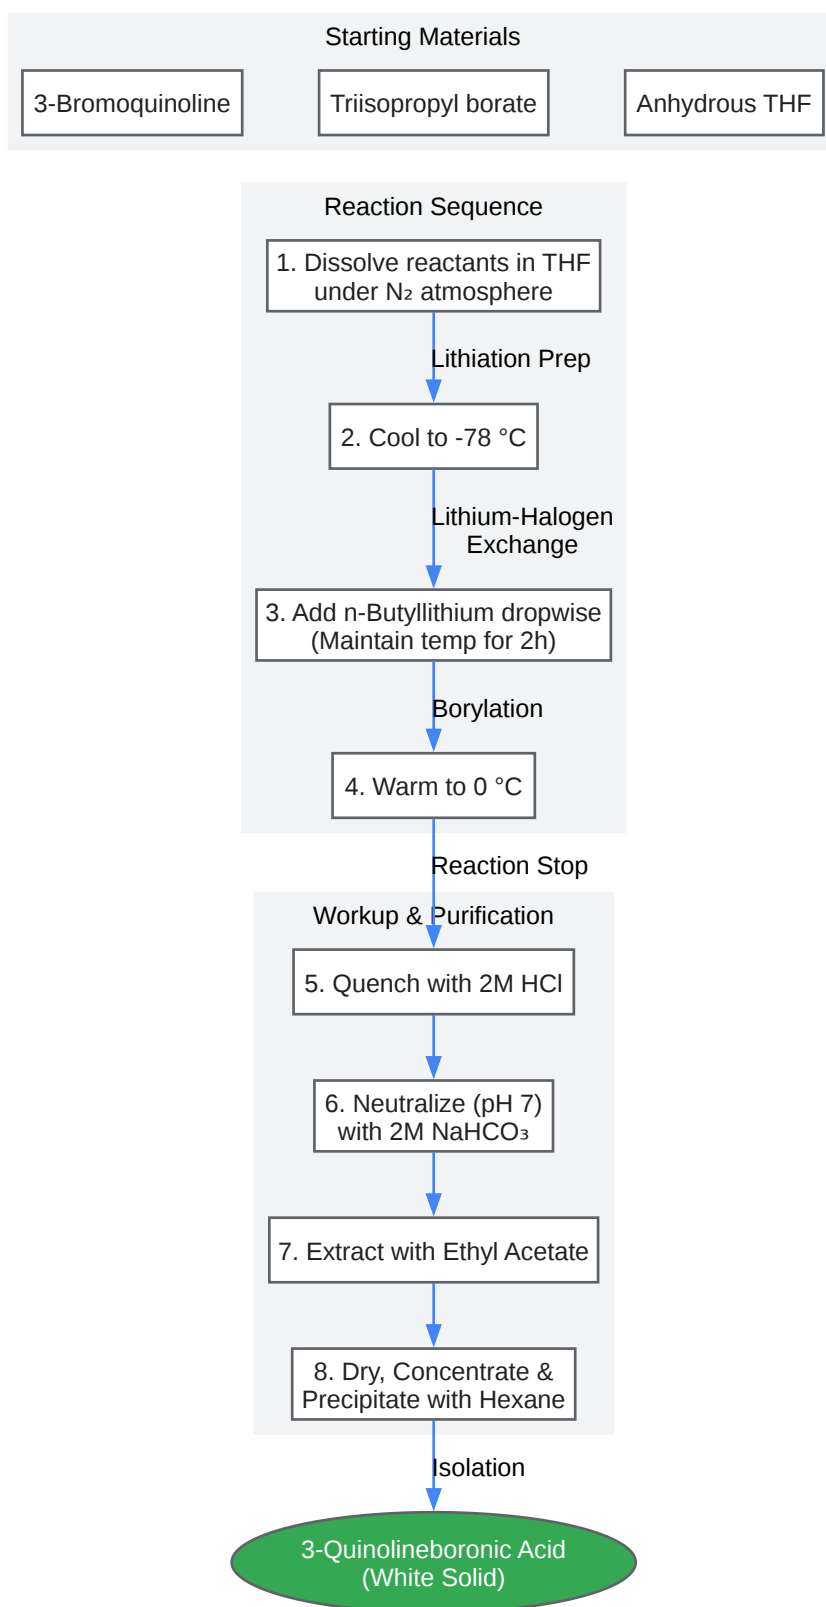 Starting Materials
3-Bromoquinoline
Triisopropyl borate
Anhydrous THF
Reaction Sequence
1. Dissolve reactants in THF
under N₂ atmosphere
Lithiation Prep
2. Cool to -78 °C
Lithium-Halogen
Exchange
3. Add n-Butyllithium dropwise
(Maintain temp for 2h)
Borylation
4. Warm to 0 °C
Reaction Stop
Workup & Purification
5. Quench with 2M HCl
6. Neutralize (pH 7)
with 2M NaHCO₃
7. Extract with Ethyl Acetate
8. Dry, Concentrate &
Precipitate with Hexane
Isolation
3-Quinolineboronic Acid
(White Solid)